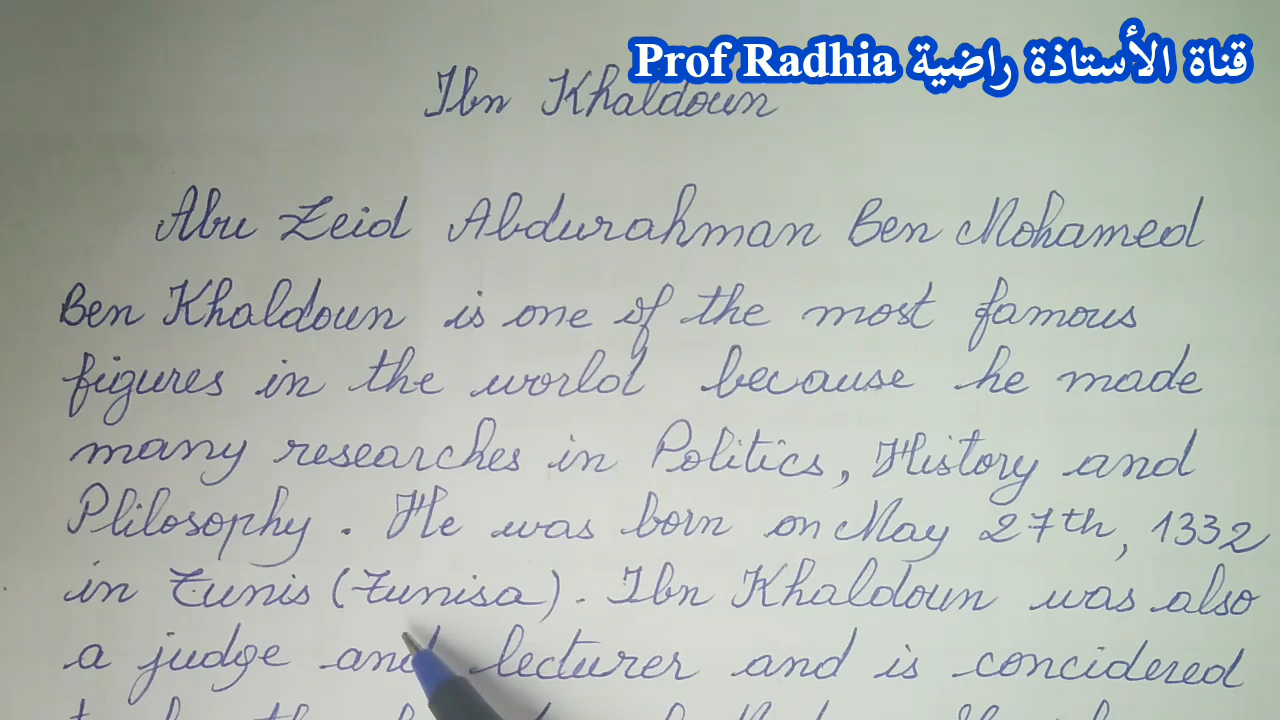 Prof Radhia قناة الأستاذة راضية
Ibn Khaldoun
Abu Zeid Abdurahman Ben Mohamed
Ben Khaldoun is one of the most famous
figures in the world because he made
many researches in Politics, History and
Plilosophy. He was born on May 27th, 1332
in Tunis (Tunisa). Ibn Khaldoun was also
a judge and lecturer and is concidered